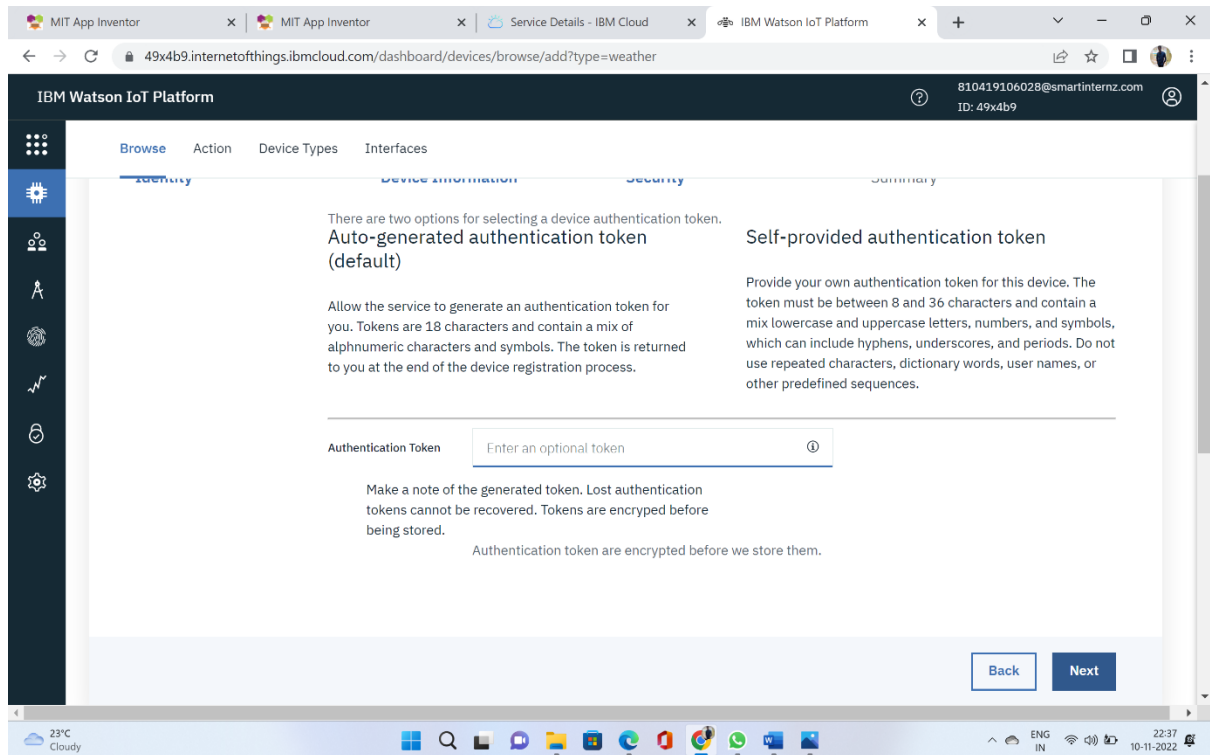 MIT App Inventor
MIT App Inventor
Service Details - IBM Cloud
IBM Watson IoT Platform
49x4b9.internetofthings.ibmcloud.com/dashboard/devices/browse/add?type=weather
IBM Watson IoT Platform
810419106028@smartinternz.com
ID: 49x4b9
Browse Action Device Types Interfaces
Identity Device Information Security Summary
There are two options for selecting a device authentication token.
Auto-generated authentication token
(default)
Allow the service to generate an authentication token for
you. Tokens are 18 characters and contain a mix of
alphnumeric characters and symbols. The token is returned
to you at the end of the device registration process.
Self-provided authentication token
Provide your own authentication token for this device. The
token must be between 8 and 36 characters and contain a
mix lowercase and uppercase letters, numbers, and symbols,
which can include hyphens, underscores, and periods. Do not
use repeated characters, dictionary words, user names, or
other predefined sequences.
Authentication Token
Enter an optional token
Make a note of the generated token. Lost authentication
tokens cannot be recovered. Tokens are encryped before
being stored.
Authentication token are encrypted before we store them.
Back
Next
23°C
Cloudy
ENG
IN
22:37
10-11-2022